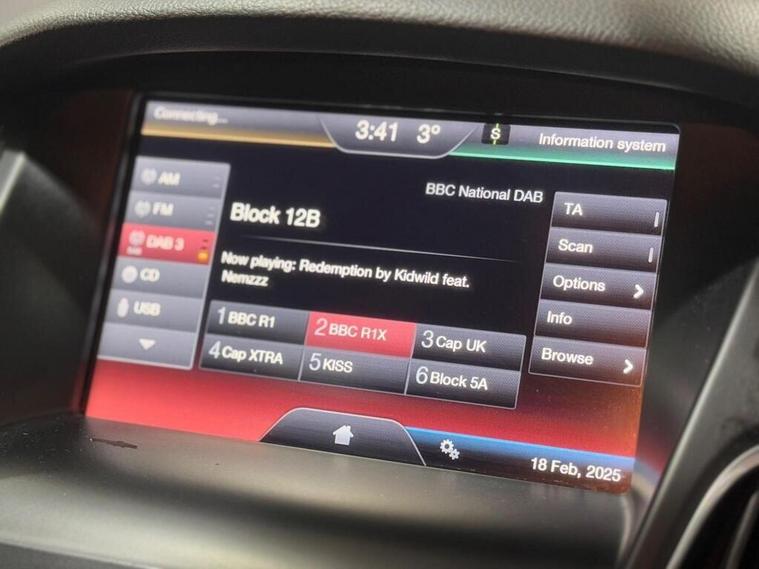 Connecting...
3:41 3° S Information system
AM
FM
DAB 3
CD
USB
BBC National DAB
Block 12B
Now playing: Redemption by Kidwild feat.
Nemzzz
1 BBC R1
2 BBC R1X
3 Cap UK
4 Cap XTRA
5 KISS
6 Block 5A
TA
Scan
Options
Info
Browse
18 Feb, 2025